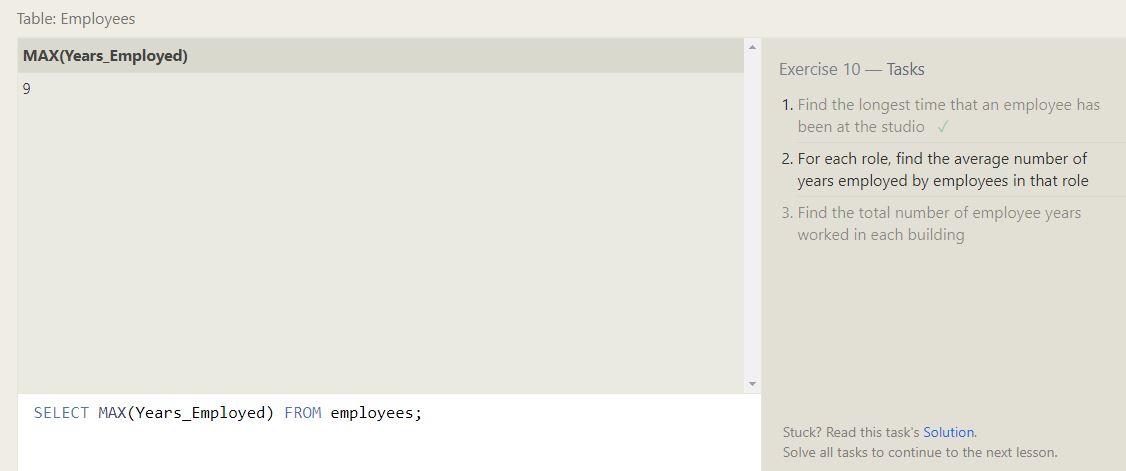 Table: Employees
MAX(Years_Employed)
9
SELECT MAX(Years_Employed) FROM employees;
Exercise 10 — Tasks
1. Find the longest time that an employee has
been at the studio ✓
2. For each role, find the average number of
years employed by employees in that role
3. Find the total number of employee years
worked in each building
Stuck? Read this task's Solution.
Solve all tasks to continue to the next lesson.